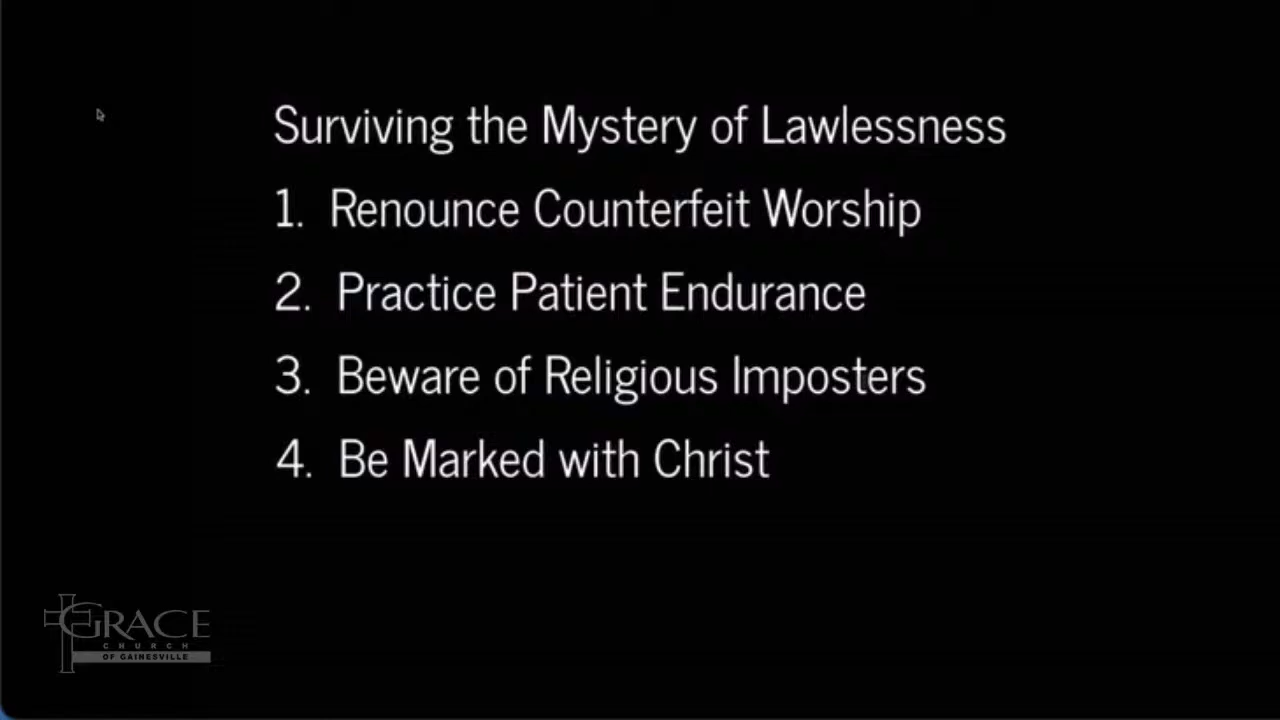 Surviving the Mystery of Lawlessness
1. Renounce Counterfeit Worship
2. Practice Patient Endurance
3. Beware of Religious Imposters
4. Be Marked with Christ
GRACE
CHURCH
OF GAINESVILLE